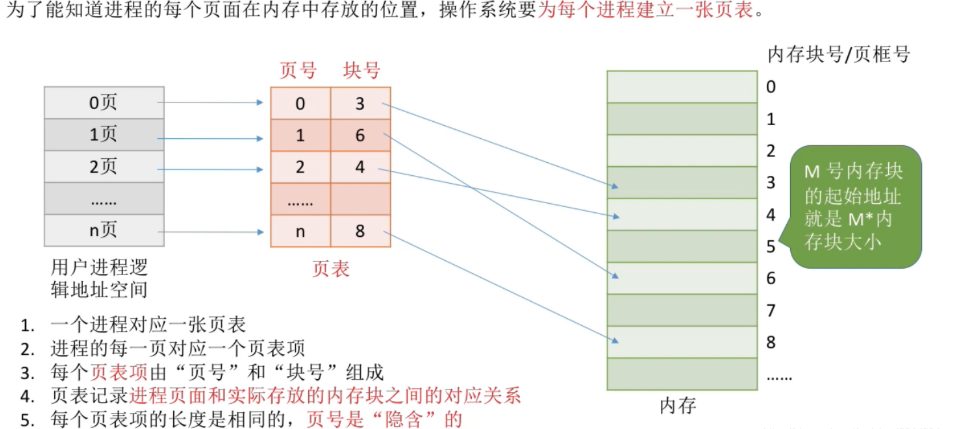 为了能知道进程的每个页面在内存中存放的位置，操作系统要为每个进程建立一张页表。
内存块号/页框号
页号 块号
0页
1页
2页
……
n页
用户进程逻
辑地址空间
0 3
1 6
2 4
……
n 8
页表
0
1
2
3
4
5
6
7
8
……
内存
M 号内存块
的起始地址
就是 M*内
存块大小
1. 一个进程对应一张页表
2. 进程的每一页对应一个页表项
3. 每个页表项由“页号”和“块号”组成
4. 页表记录进程页面和实际存放的内存块之间的对应关系
5. 每个页表项的长度是相同的，页号是“隐含”的